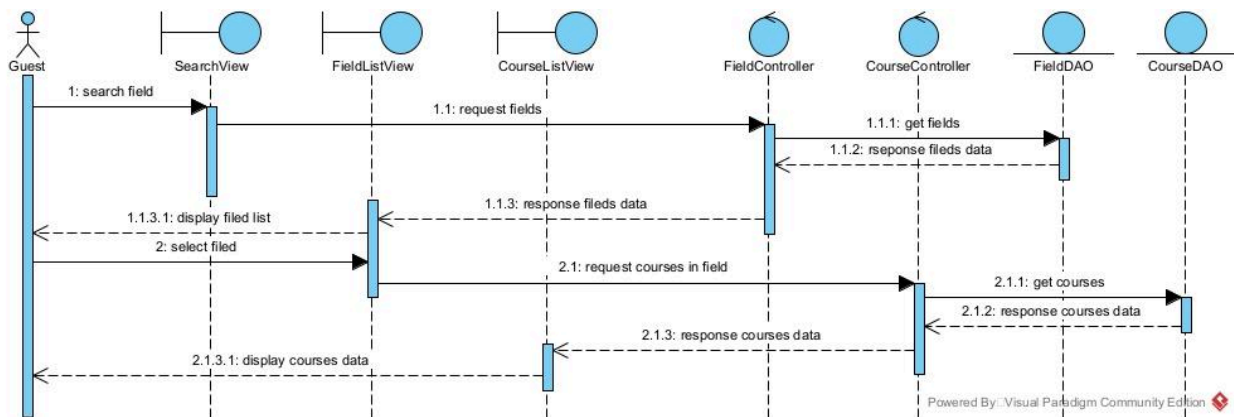 Guest
SearchView
FieldListView
CourseListView
FieldController
CourseController
FieldDAO
CourseDAO
1: search field
1.1: request fields
1.1.1: get fields
1.1.2: rseponse fileds data
1.1.3: response fileds data
1.1.3.1: display filed list
2: select filed
2.1: request courses in field
2.1.1: get courses
2.1.2: response courses data
2.1.3: response courses data
2.1.3.1: display courses data
Powered By Visual Paradigm Community Edition